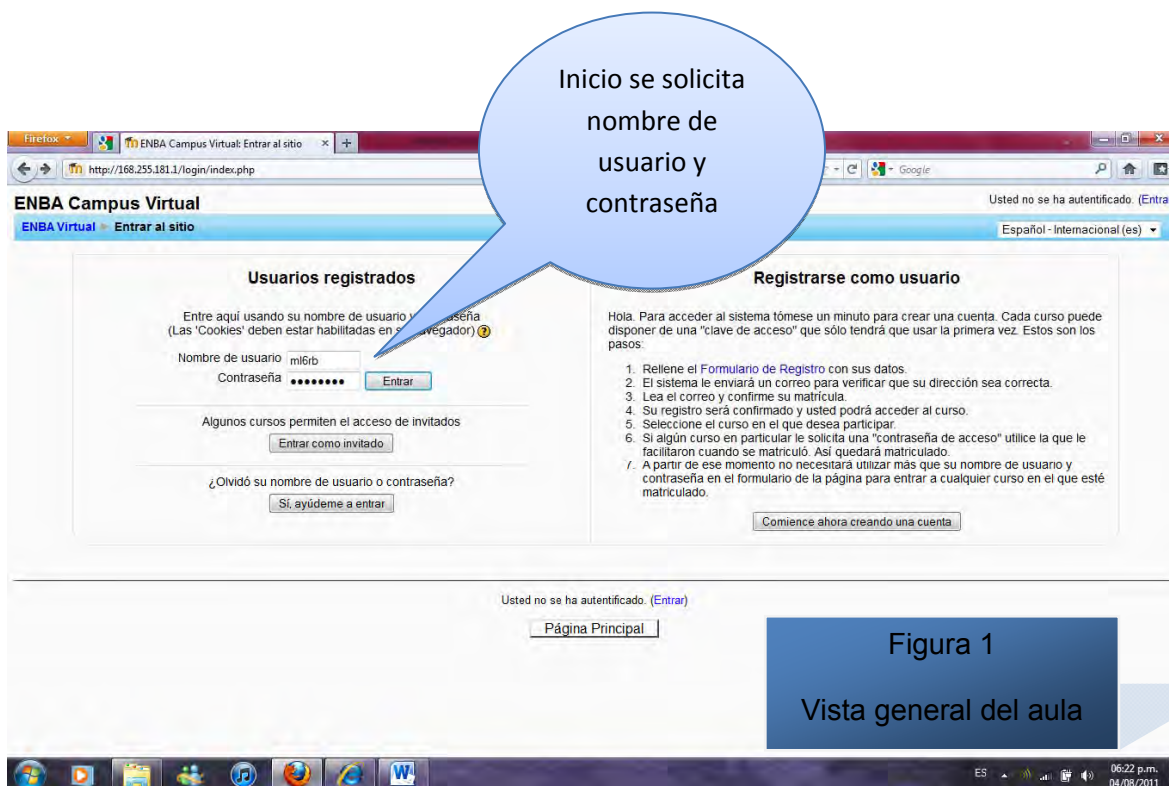 Inicio se solicita
nombre de
usuario y
contraseña
Firefox
ENBA Campus Virtual: Entrar al sitio
http://168.255.181.1/login/index.php
Google
ENBA Campus Virtual
Usted no se ha autentificado. (Entra
ENBA Virtual ► Entrar al sitio
Español - Internacional (es)
Usuarios registrados
Entre aquí usando su nombre de usuario y
(Las 'Cookies' deben estar habilitadas en
Nombre de usuario ml6rb
Contraseña ●●●●●●●● Entrar
Algunos cursos permiten el acceso de invitados
Entrar como invitado
¿Olvidó su nombre de usuario o contraseña?
Sí, ayúdeme a entrar
Registrarse como usuario
Hola. Para acceder al sistema tómese un minuto para crear una cuenta. Cada curso puede
disponer de una "clave de acceso" que sólo tendrá que usar la primera vez. Estos son los
pasos:
1. Rellene el Formulario de Registro con sus datos.
2. El sistema le enviará un correo para verificar que su dirección sea correcta.
3. Lea el correo y confirme su matrícula.
4. Su registro será confirmado y usted podrá acceder al curso.
5. Seleccione el curso en el que desea participar.
6. Si algún curso en particular le solicita una "contraseña de acceso" utilice la que le
facilitaron cuando se matriculó. Así quedará matriculado.
7. A partir de ese momento no necesitará utilizar más que su nombre de usuario y
contraseña en el formulario de la página para entrar a cualquier curso en el que esté
matriculado.
Comience ahora creando una cuenta
Usted no se ha autentificado. (Entrar)
Página Principal
Figura 1
Vista general del aula
ES
06:22 p.m.
04/08/2011